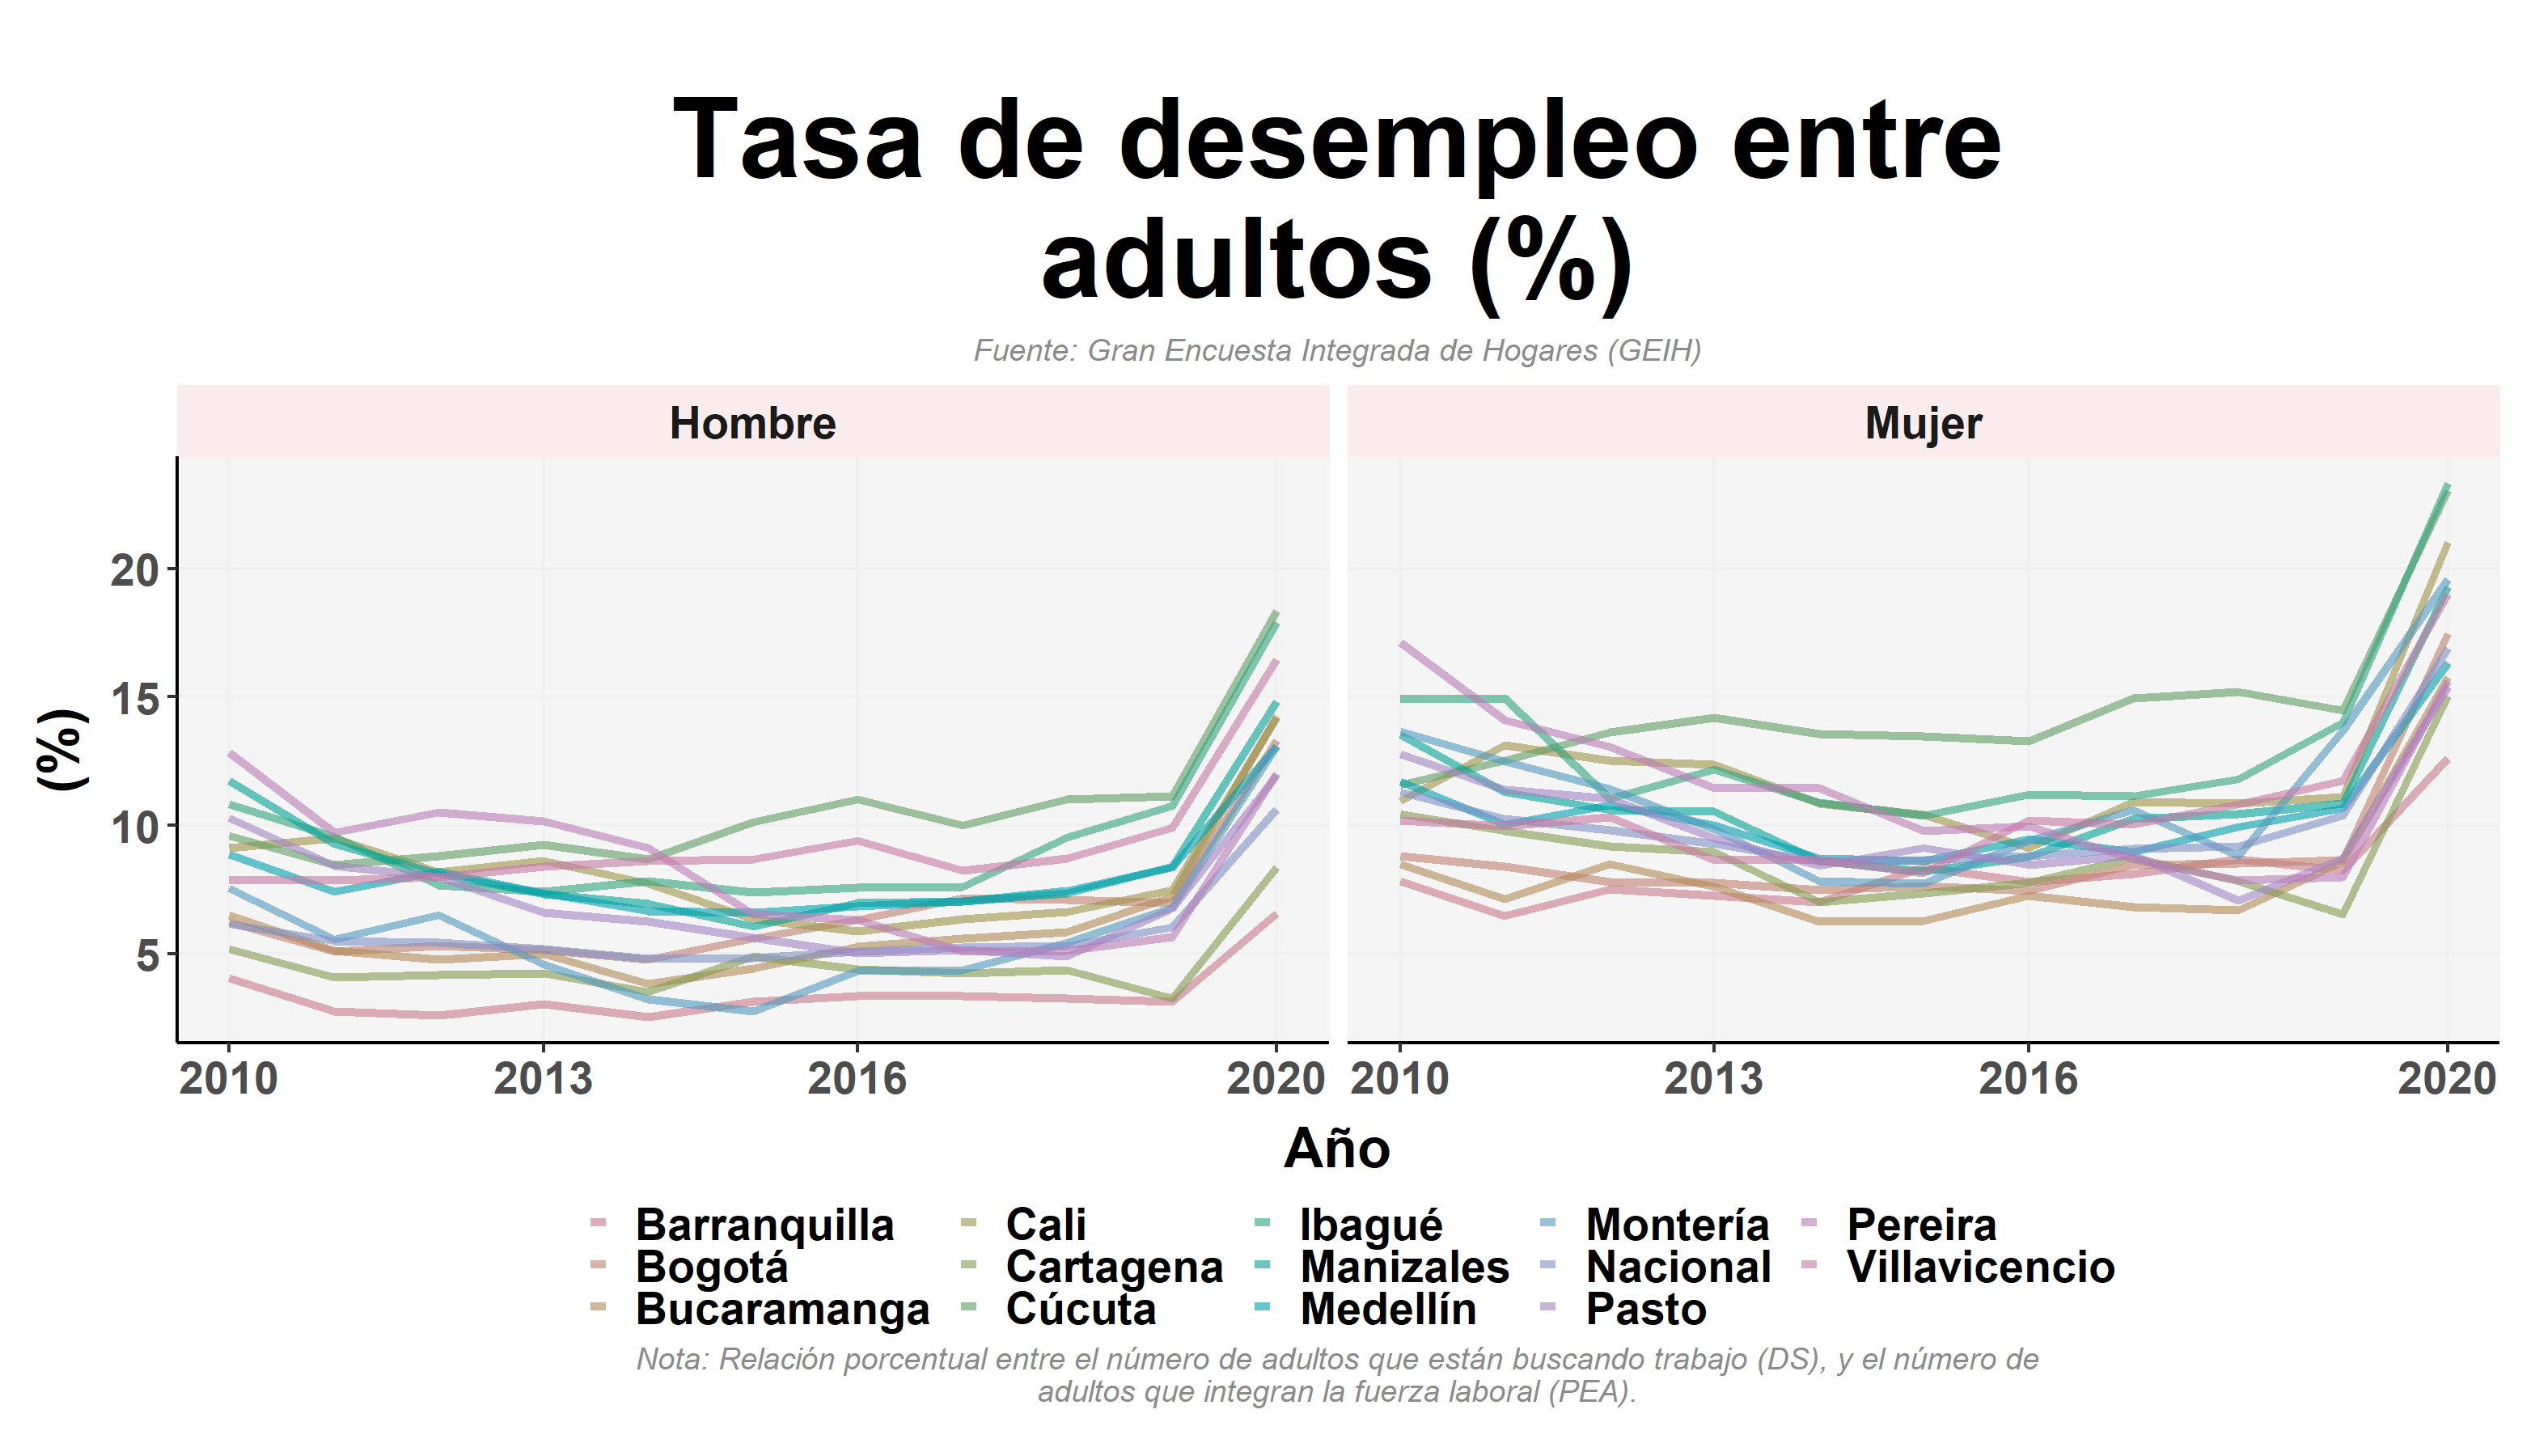 Tasa de desempleo entre
adultos (%)
Fuente: Gran Encuesta Integrada de Hogares (GEIH)
Hombre
Mujer
(%)
20
15
10
5
2010 2013 2016 2020
2010 2013 2016 2020
Año
Barranquilla Cali Ibagué Montería Pereira
Bogotá Cartagena Manizales Nacional Villavicencio
Bucaramanga Cúcuta Medellín Pasto
Nota: Relación porcentual entre el número de adultos que están buscando trabajo (DS), y el número de
adultos que integran la fuerza laboral (PEA).